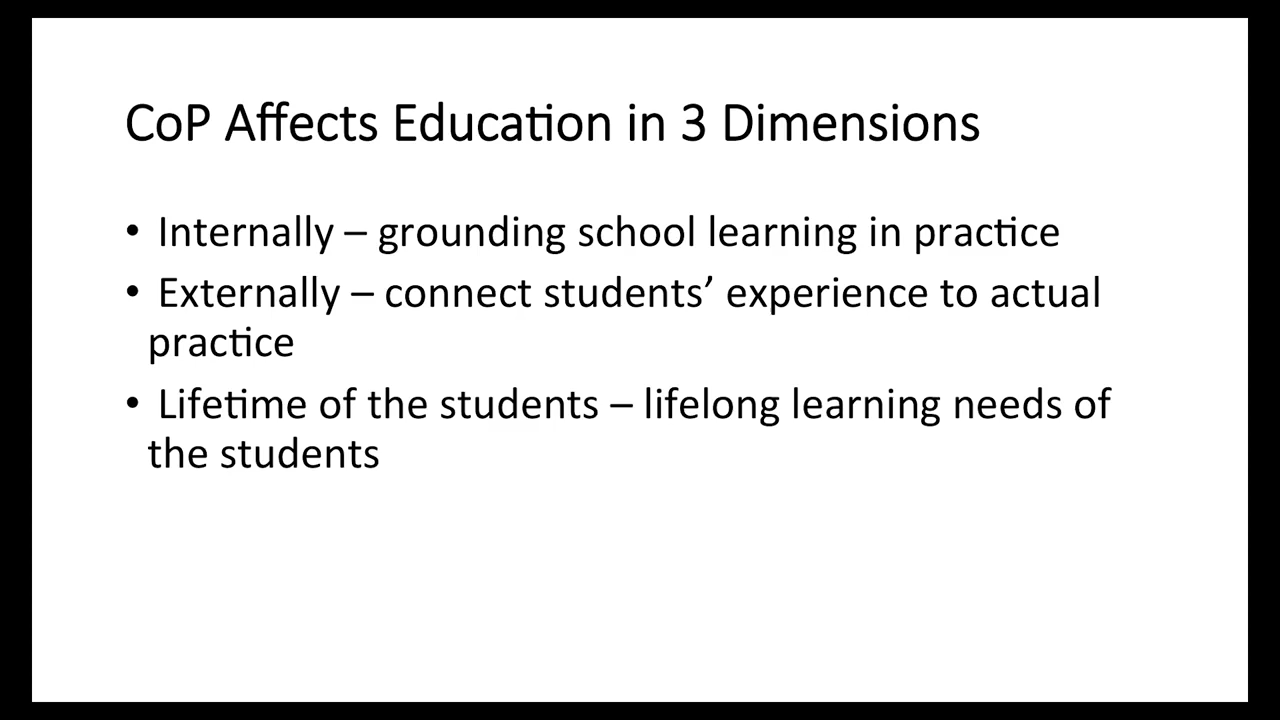 CoP Affects Education in 3 Dimensions
• Internally – grounding school learning in practice
• Externally – connect students’ experience to actual
practice
• Lifetime of the students – lifelong learning needs of
the students